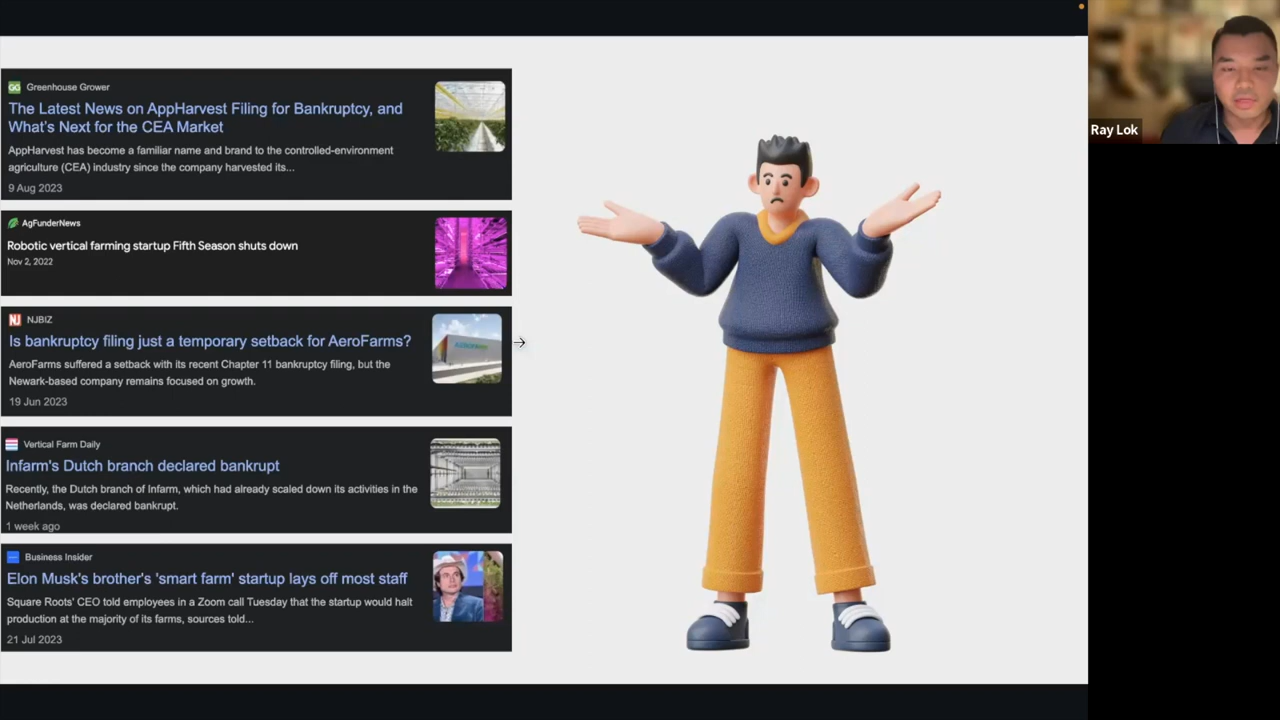 Greenhouse Grower
The Latest News on AppHarvest Filing for Bankruptcy, and
What's Next for the CEA Market
AppHarvest has become a familiar name and brand to the controlled-environment
agriculture (CEA) industry since the company harvested its...
9 Aug 2023
AgFunderNews
Robotic vertical farming startup Fifth Season shuts down
Nov 2, 2022
NJ NJBIZ
Is bankruptcy filing just a temporary setback for AeroFarms?
AeroFarms suffered a setback with its recent Chapter 11 bankruptcy filing, but the
Newark-based company remains focused on growth.
19 Jun 2023
Vertical Farm Daily
Infarm's Dutch branch declared bankrupt
Recently, the Dutch branch of Infarm, which had already scaled down its activities in the
Netherlands, was declared bankrupt.
1 week ago
Business Insider
Elon Musk's brother's 'smart farm' startup lays off most staff
Square Roots' CEO told employees in a Zoom call Tuesday that the startup would halt
production at the majority of its farms, sources told...
21 Jul 2023
Ray Lok